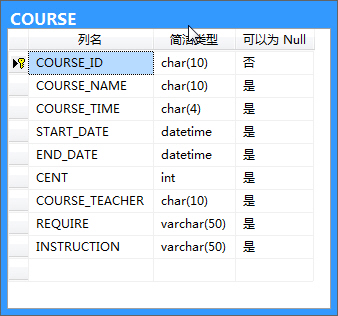 COURSE
列名 简洁类型 可以为 Null
COURSE_ID char(10) 否
COURSE_NAME char(10) 是
COURSE_TIME char(4) 是
START_DATE datetime 是
END_DATE datetime 是
CENT int 是
COURSE_TEACHER char(10) 是
REQUIRE varchar(50) 是
INSTRUCTION varchar(50) 是